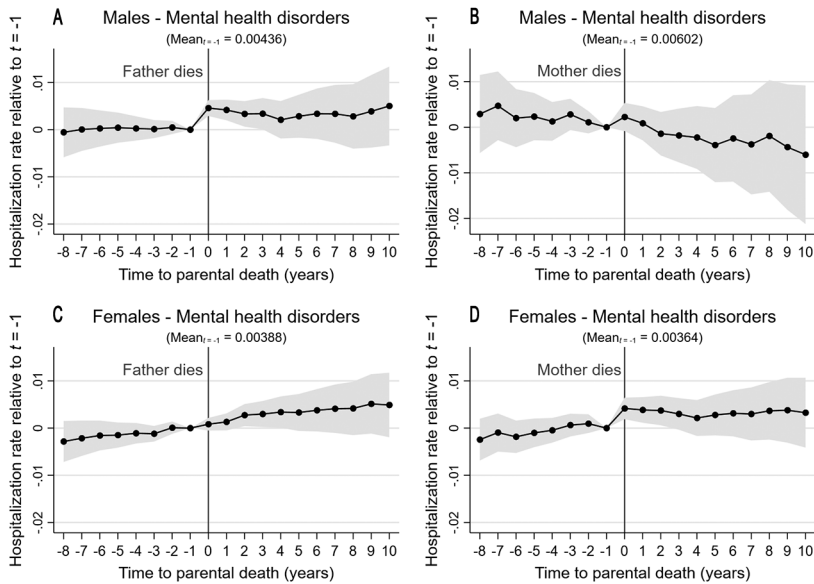 A
Males - Mental health disorders
(Mean t = -1 = 0.00436)
Father dies
Hospitalization rate relative to t = -1
.01
0
-.01
-.02
-8 -7 -6 -5 -4 -3 -2 -1 0 1 2 3 4 5 6 7 8 9 10
Time to parental death (years)
B
Males - Mental health disorders
(Mean t = -1 = 0.00602)
Mother dies
Hospitalization rate relative to t = -1
.01
0
-.01
-.02
-8 -7 -6 -5 -4 -3 -2 -1 0 1 2 3 4 5 6 7 8 9 10
Time to parental death (years)
C
Females - Mental health disorders
(Mean t = -1 = 0.00388)
Father dies
Hospitalization rate relative to t = -1
.01
0
-.01
-.02
-8 -7 -6 -5 -4 -3 -2 -1 0 1 2 3 4 5 6 7 8 9 10
Time to parental death (years)
D
Females - Mental health disorders
(Mean t = -1 = 0.00364)
Mother dies
Hospitalization rate relative to t = -1
.01
0
-.01
-.02
-8 -7 -6 -5 -4 -3 -2 -1 0 1 2 3 4 5 6 7 8 9 10
Time to parental death (years)